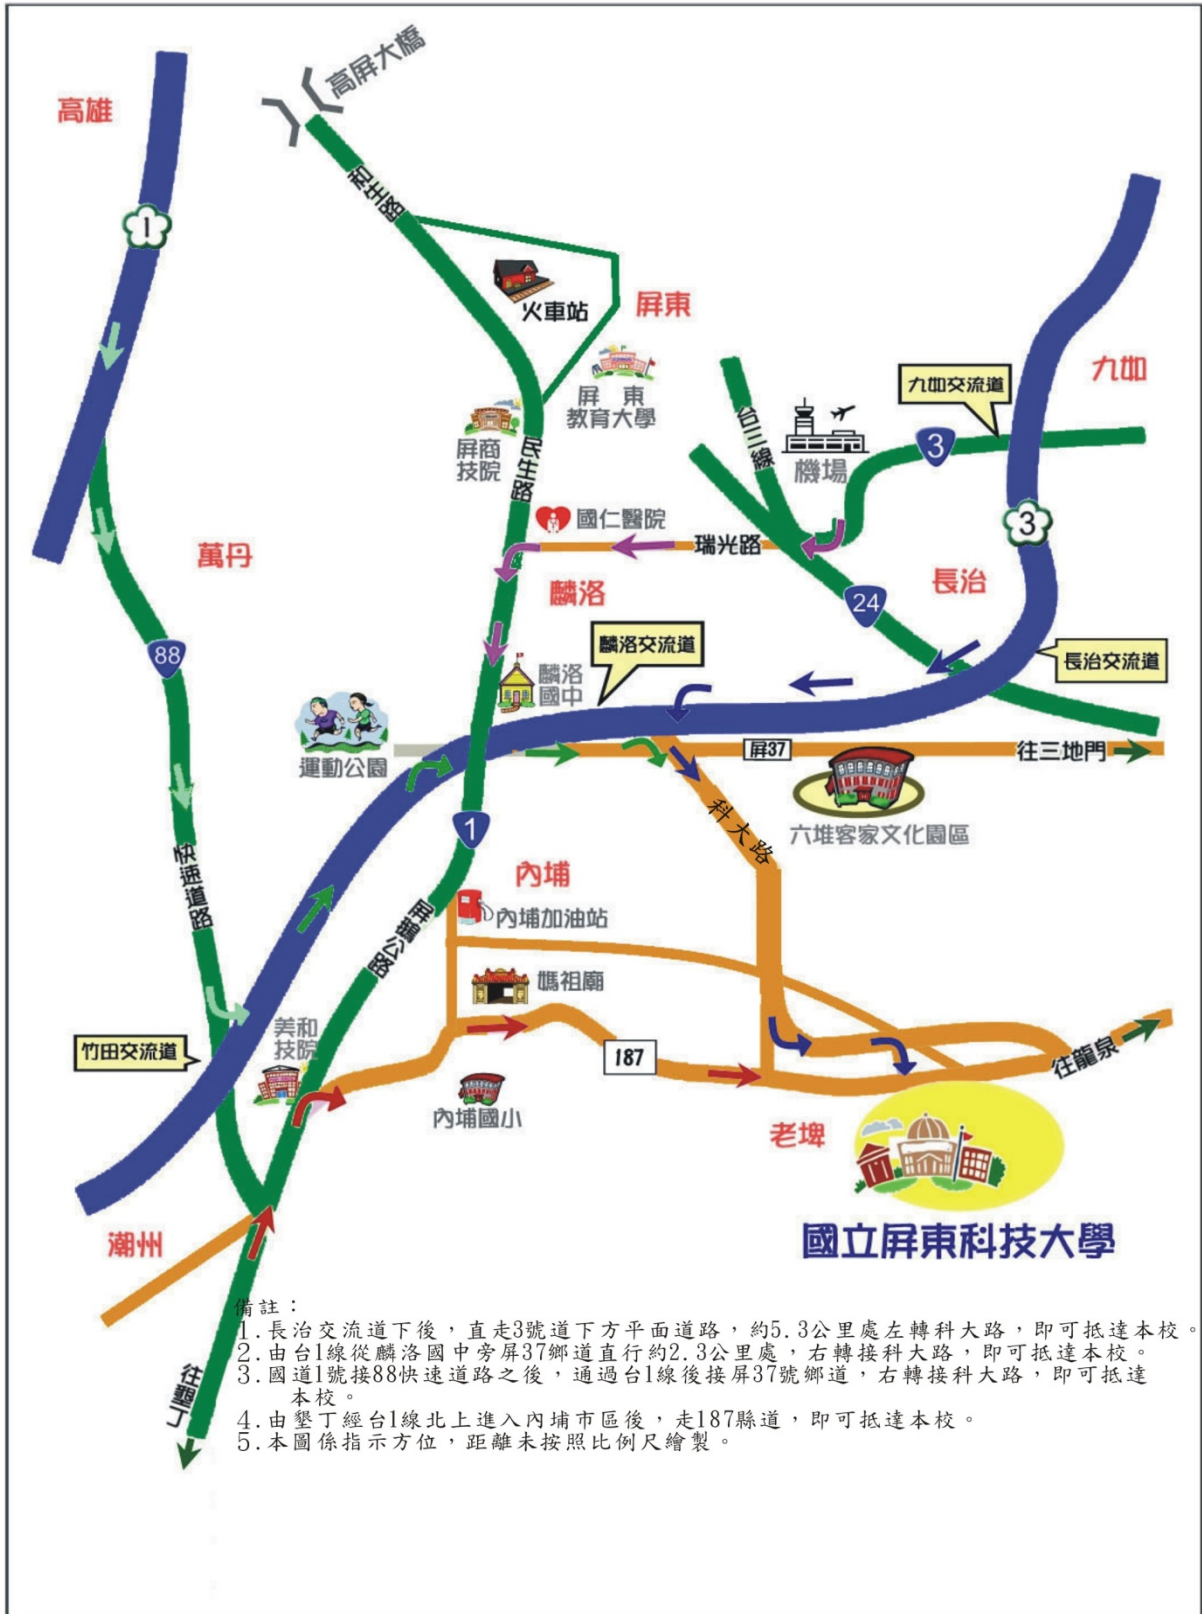 高屏大橋
高雄
1
利生路
火車站
屏東
屏東
教育大學
屏商
技院
民生路
九如
九如交流道
台三線
機場
3
3
國仁醫院
瑞光路
萬丹
麟洛
長治
24
88
麟洛交流道
長治交流道
麟洛
國中
運動公園
屏37
往三地門
科大路
六堆客家文化園區
1
快速道路
內埔
內埔加油站
屏鵝公路
媽祖廟
美和
技院
竹田交流道
187
往龍泉
內埔國小
老埤
國立屏東科技大學
潮州
往墾丁
備註：
1.長治交流道下後，直走3號道下方平面道路，約5.3公里處左轉科大路，即可抵達本校。
2.由台1線從麟洛國中旁屏37鄉道直行約2.3公里處，右轉接科大路，即可抵達本校。
3.國道1號接88快速道路之後，通過台1線後接屏37號鄉道，右轉接科大路，即可抵達
本校。
4.由墾丁經台1線北上進入內埔市區後，走187縣道，即可抵達本校。
5.本圖係指示方位，距離未按照比例尺繪製。